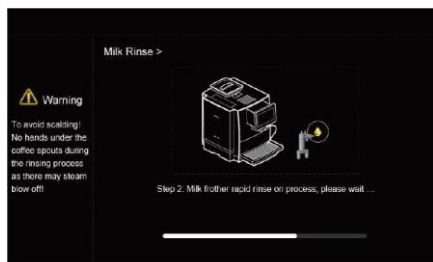 Milk Rinse >
Warning
To avoid scalding!
No hands under the
coffee spouts during
the rinsing process
as there may steam
blow off!
Step 2: Milk frother rapid rinse on process, please wait ...